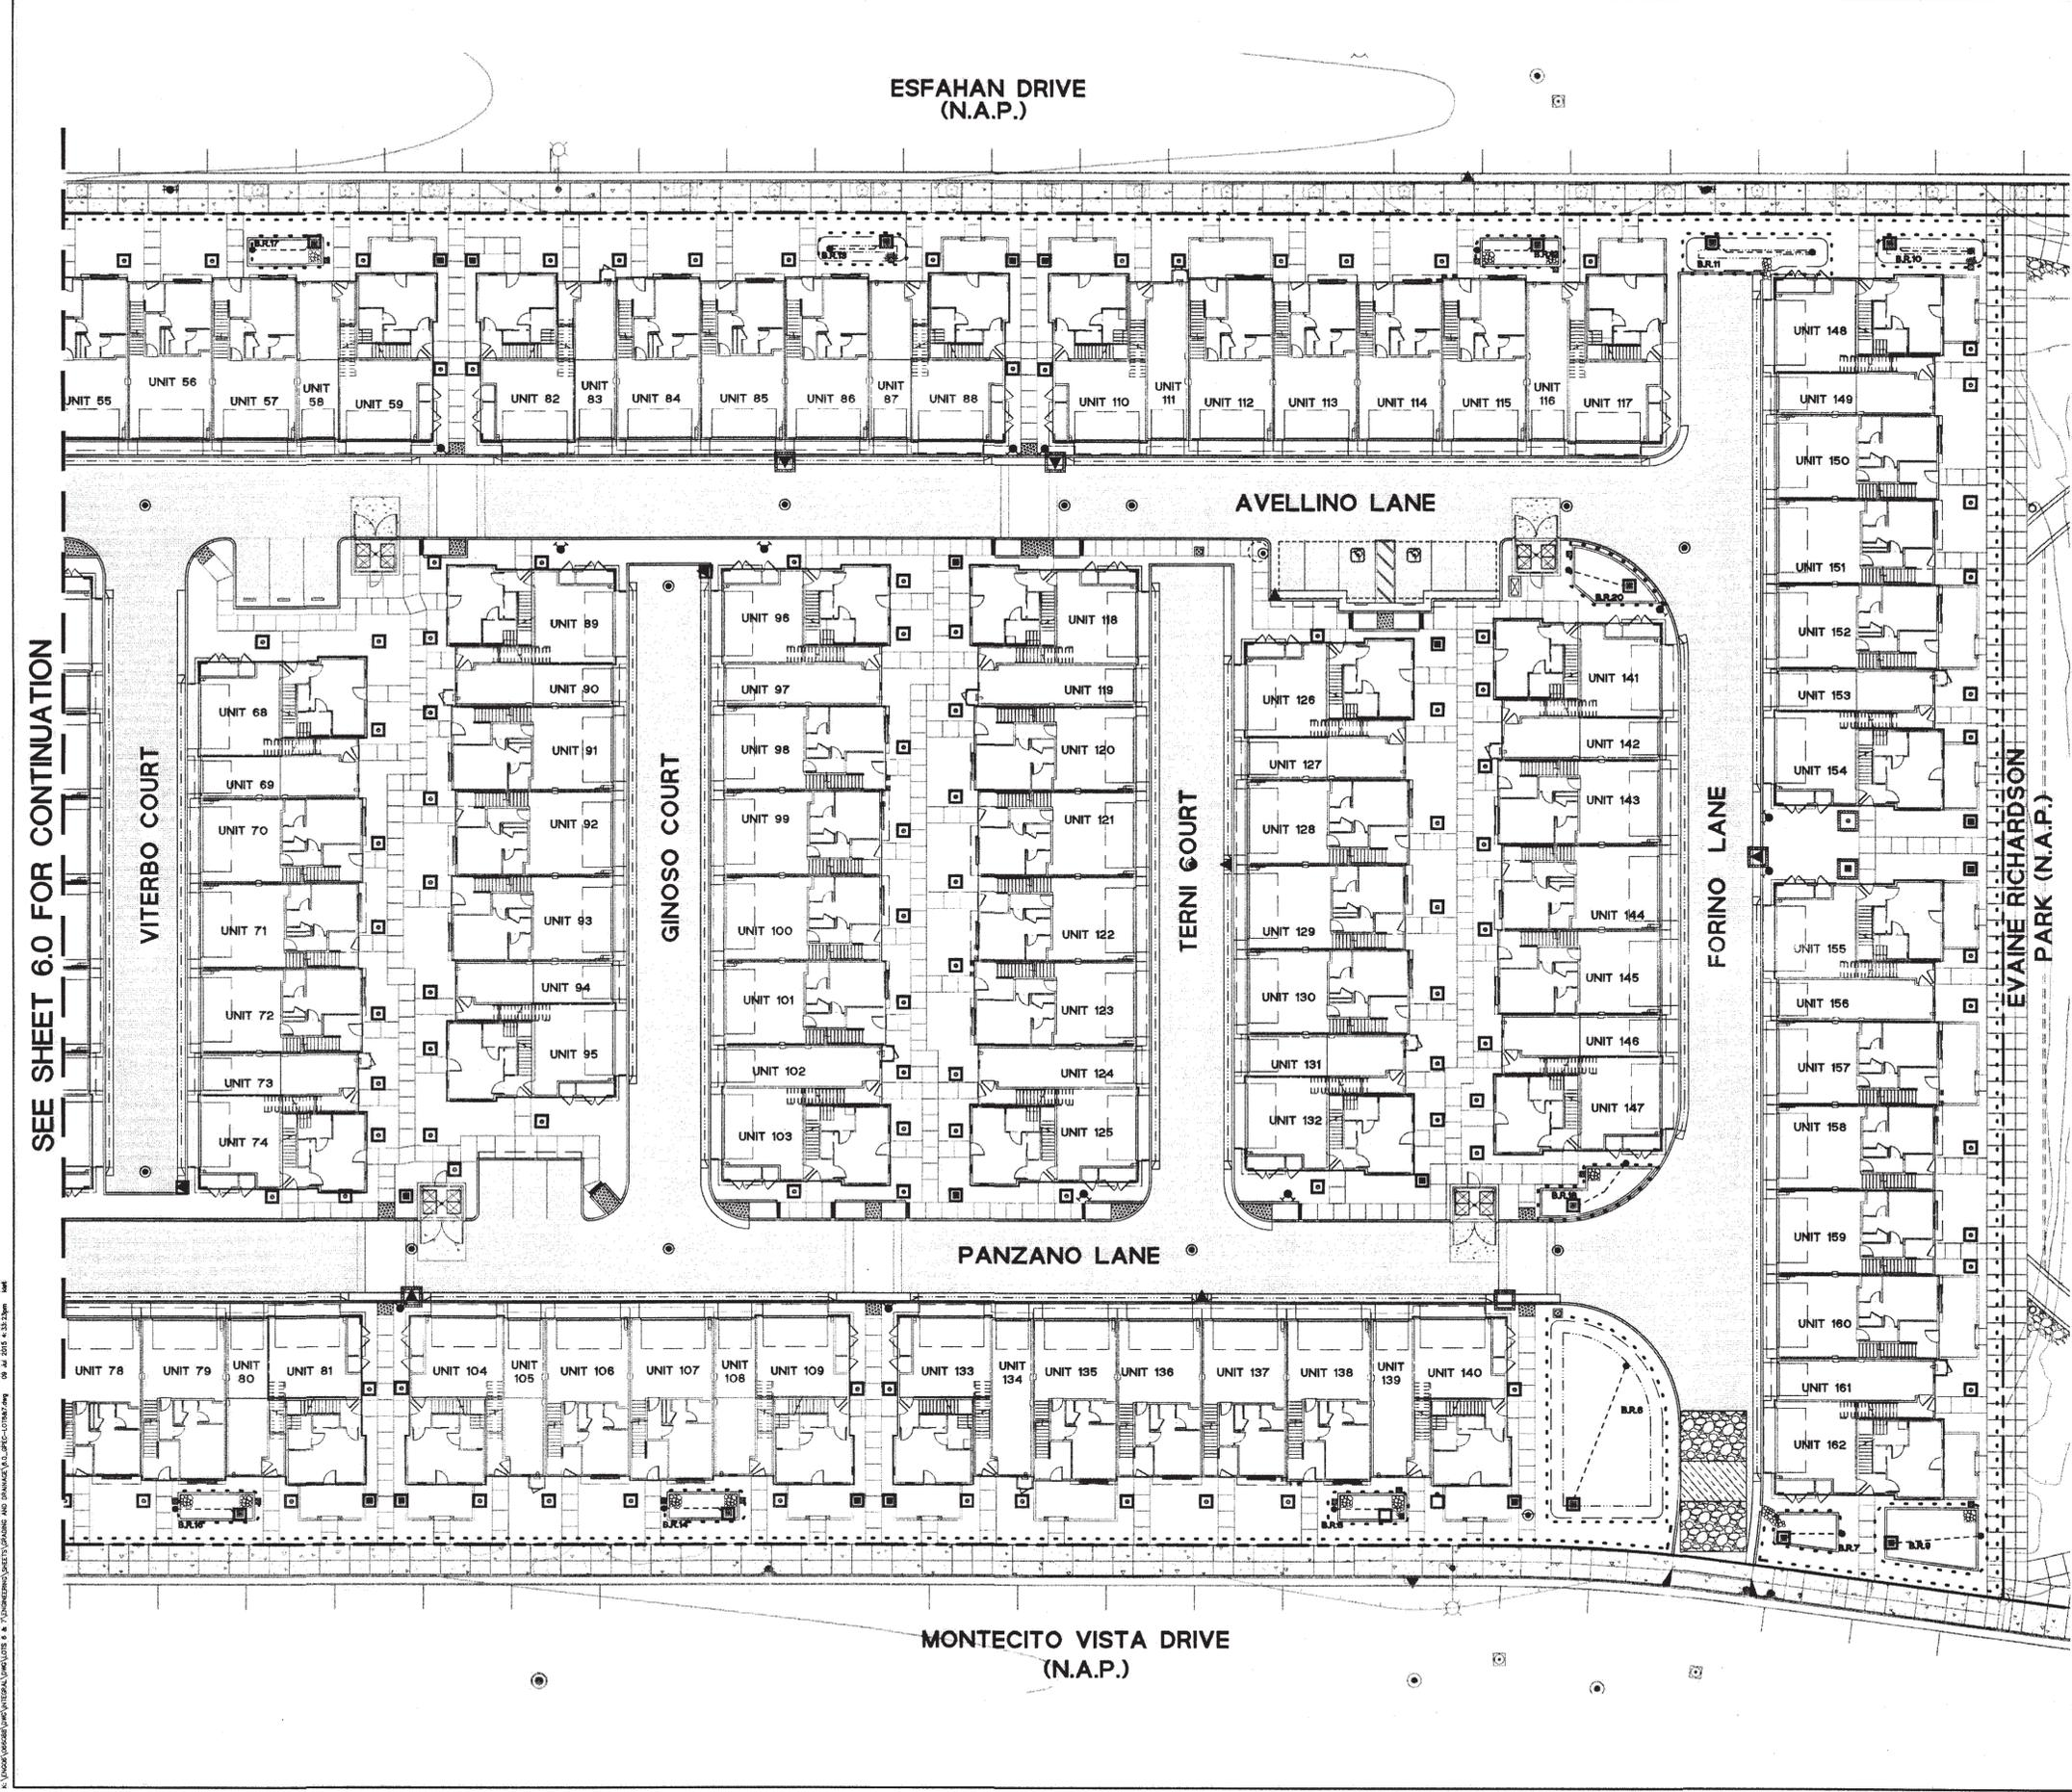 ESFAHAN DRIVE
(N.A.P.)
B.R.17
B.R.11
B.R.10
UNIT 55
UNIT 56
UNIT 57
UNIT
58
UNIT 59
UNIT 82
UNIT
83
UNIT 84
UNIT 85
UNIT 86
UNIT
87
UNIT 88
UNIT 110
UNIT
111
UNIT 112
UNIT 113
UNIT 114
UNIT 115
UNIT
116
UNIT 117
AVELLINO LANE
SEE SHEET 6.0 FOR CONTINUATION
VITERBO COURT
UNIT 68
UNIT 69
UNIT 70
UNIT 71
UNIT 72
UNIT 73
UNIT 74
UNIT 89
UNIT 90
UNIT 91
UNIT 92
UNIT 93
UNIT 94
UNIT 95
GINOSO COURT
UNIT 96
UNIT 97
UNIT 98
UNIT 99
UNIT 100
UNIT 101
UNIT 102
UNIT 103
UNIT 118
UNIT 119
UNIT 120
UNIT 121
UNIT 122
UNIT 123
UNIT 124
UNIT 125
TERNI COURT
UNIT 126
UNIT 127
UNIT 128
UNIT 129
UNIT 130
UNIT 131
UNIT 132
B.R.20
UNIT 141
UNIT 142
UNIT 143
UNIT 144
UNIT 145
UNIT 146
UNIT 147
FORINO LANE
UNIT 148
UNIT 149
UNIT 150
UNIT 151
UNIT 152
UNIT 153
UNIT 154
UNIT 155
UNIT 156
UNIT 157
UNIT 158
UNIT 159
UNIT 160
UNIT 161
UNIT 162
EVAINE RICHARDSON
PARK (N.A.P.)
PANZANO LANE
UNIT 78
UNIT 79
UNIT
80
UNIT 81
UNIT 104
UNIT
105
UNIT 106
UNIT 107
UNIT
108
UNIT 109
UNIT 133
UNIT
134
UNIT 135
UNIT 136
UNIT 137
UNIT 138
UNIT
139
UNIT 140
B.R.14
B.R.7
B.R.9
MONTECITO VISTA DRIVE
(N.A.P.)